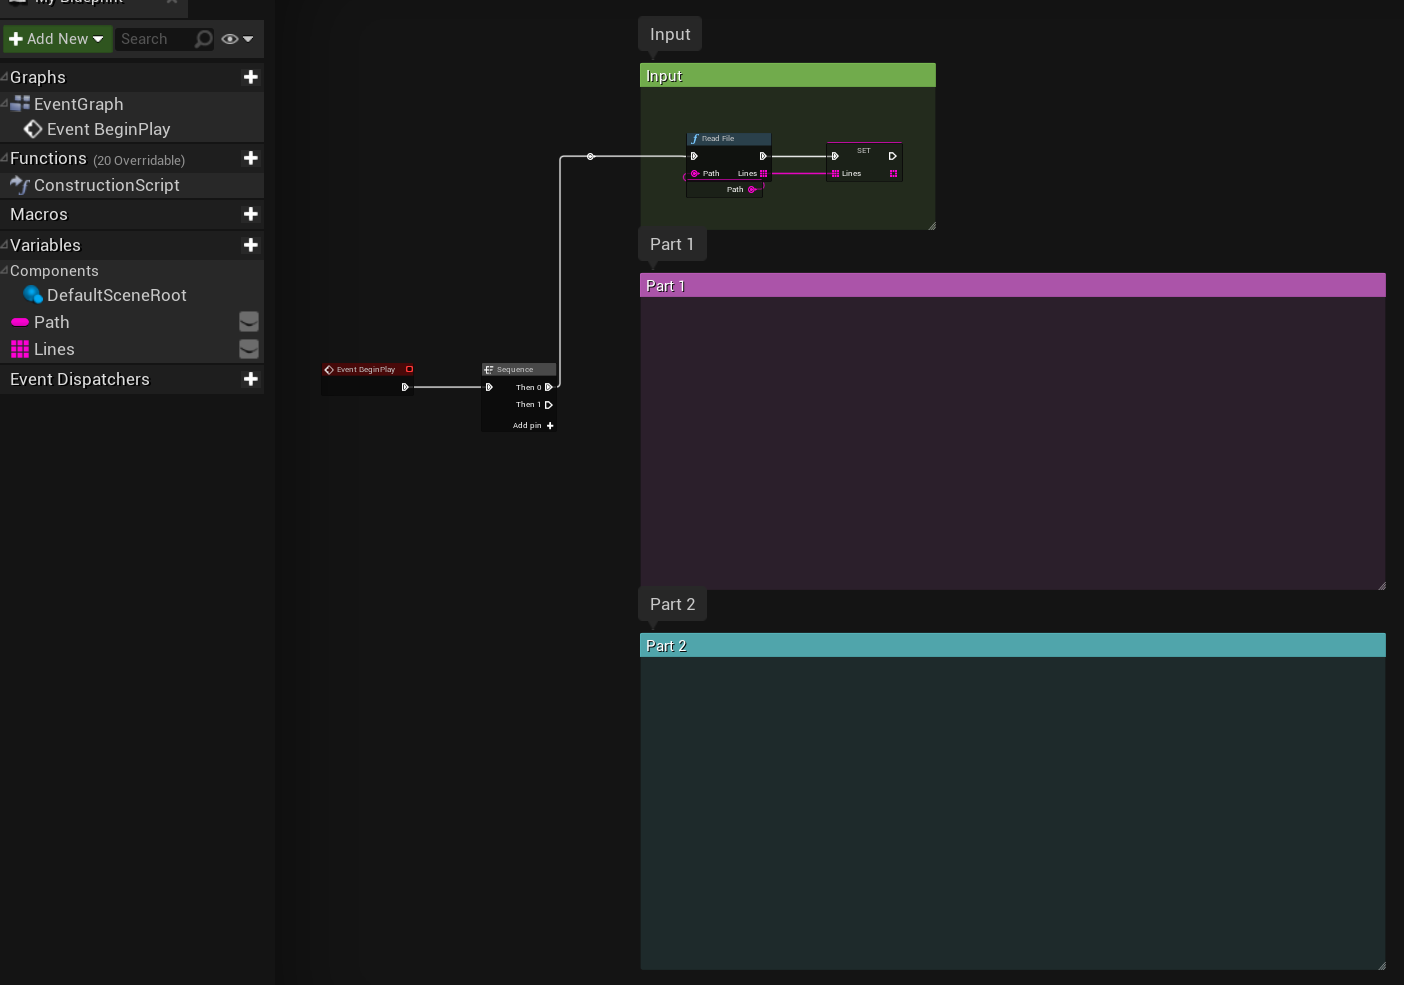 My Blueprint
Add New
Search
Graphs
EventGraph
Event BeginPlay
Functions (20 Overridable)
ConstructionScript
Macros
Variables
Components
DefaultSceneRoot
Path
Lines
Event Dispatchers
Event BeginPlay
Sequence
Then 0
Then 1
Add pin
Input
Input
Read File
Path Lines
Path
SET
Lines
Part 1
Part 1
Part 2
Part 2